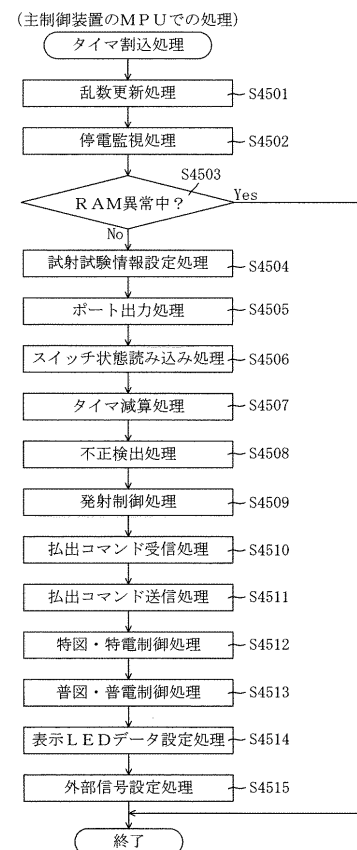 (主制御装置のMPUでの処理)
タイマ割込処理
乱数更新処理 S4501
停電監視処理 S4502
S4503
RAM異常中? Yes
No
試射試験情報設定処理 S4504
ポート出力処理 S4505
スイッチ状態読み込み処理 S4506
タイマ減算処理 S4507
不正検出処理 S4508
発射制御処理 S4509
払出コマンド受信処理 S4510
払出コマンド送信処理 S4511
特図・特電制御処理 S4512
普図・普電制御処理 S4513
表示LEDデータ設定処理 S4514
外部信号設定処理 S4515
終了